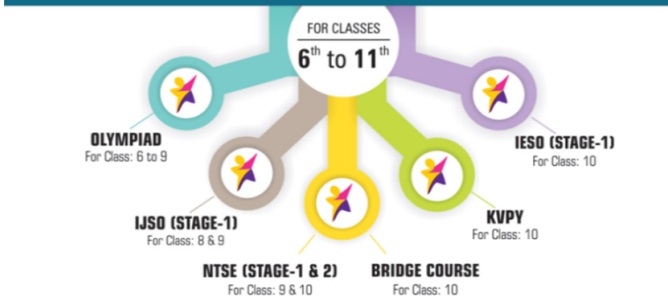 FOR CLASSES
6th to 11th
OLYMPIAD
For Class: 6 to 9
IESO (STAGE-1)
For Class: 10
IJSO (STAGE-1)
For Class: 8 & 9
KVPY
For Class: 10
NTSE (STAGE-1 & 2)
For Class: 9 & 10
BRIDGE COURSE
For Class: 10